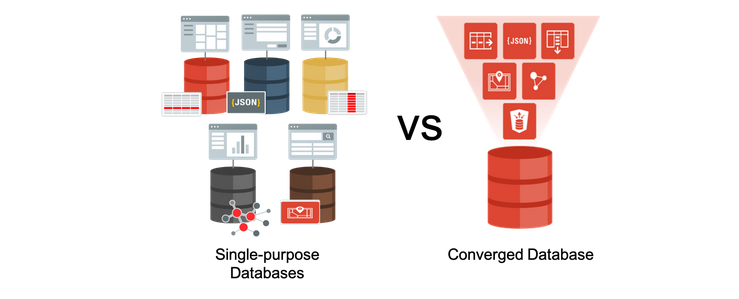 {JSON}
{JSON}
VS
Single-purpose
Databases
Converged Database